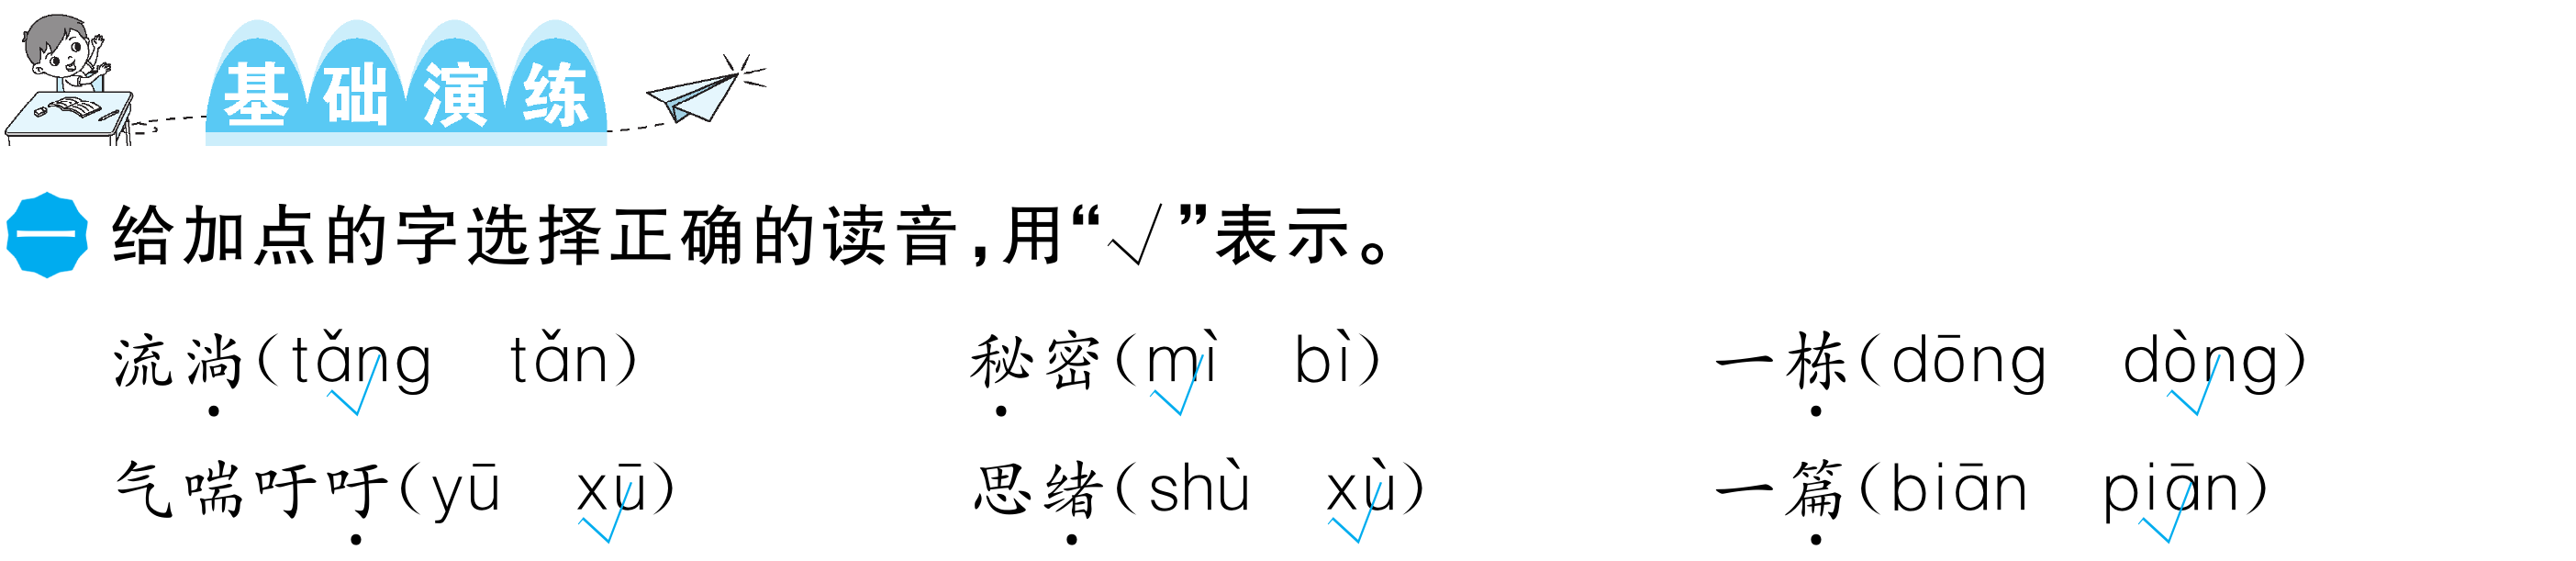 基础演练
一 给加点的字选择正确的读音,用“√”表示。
流淌(tǎng√ tǎn) 秘密(mì√ bì) 一栋(dōng dòng√)
气喘吁吁(yū xū√) 思绪(shù xù√) 一篇(biān piān√)